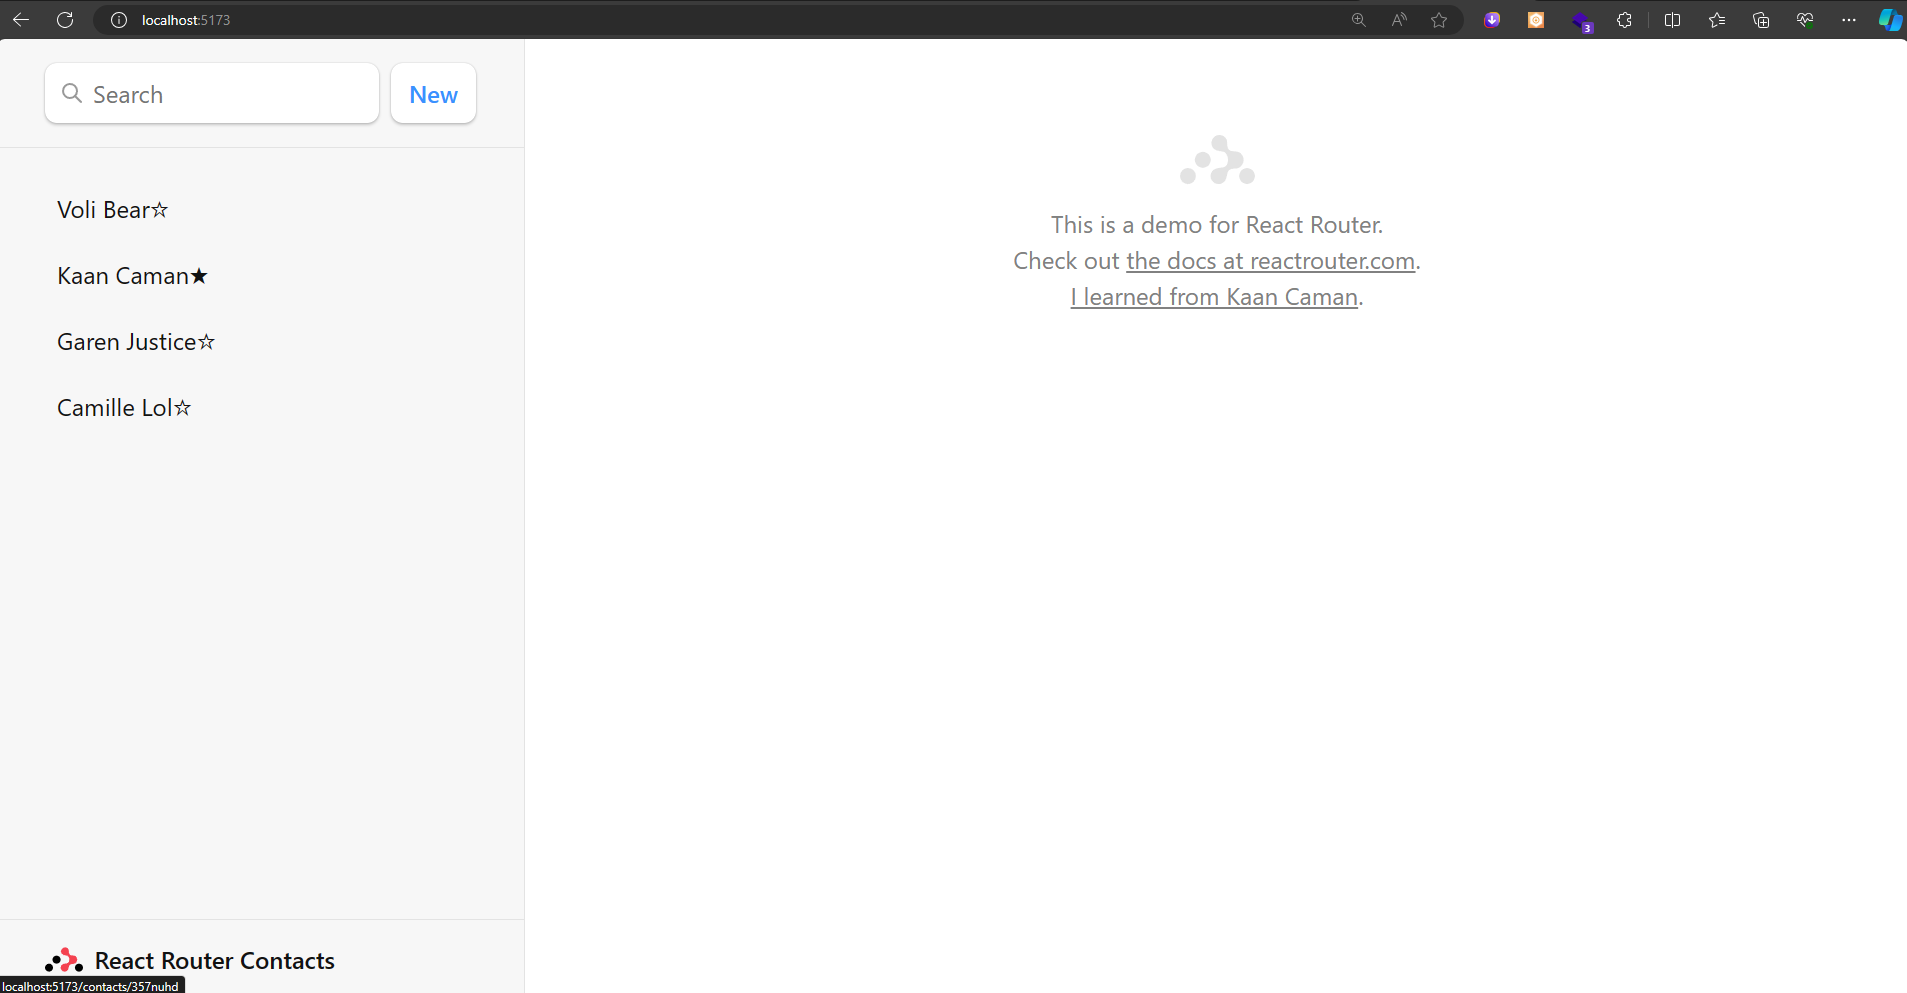 localhost:5173
3
Search
New
Voli Bear☆
Kaan Caman★
Garen Justice☆
Camille Lol☆
This is a demo for React Router.
Check out the docs at reactrouter.com.
I learned from Kaan Caman.
React Router Contacts
localhost:5173/contacts/357nuhd